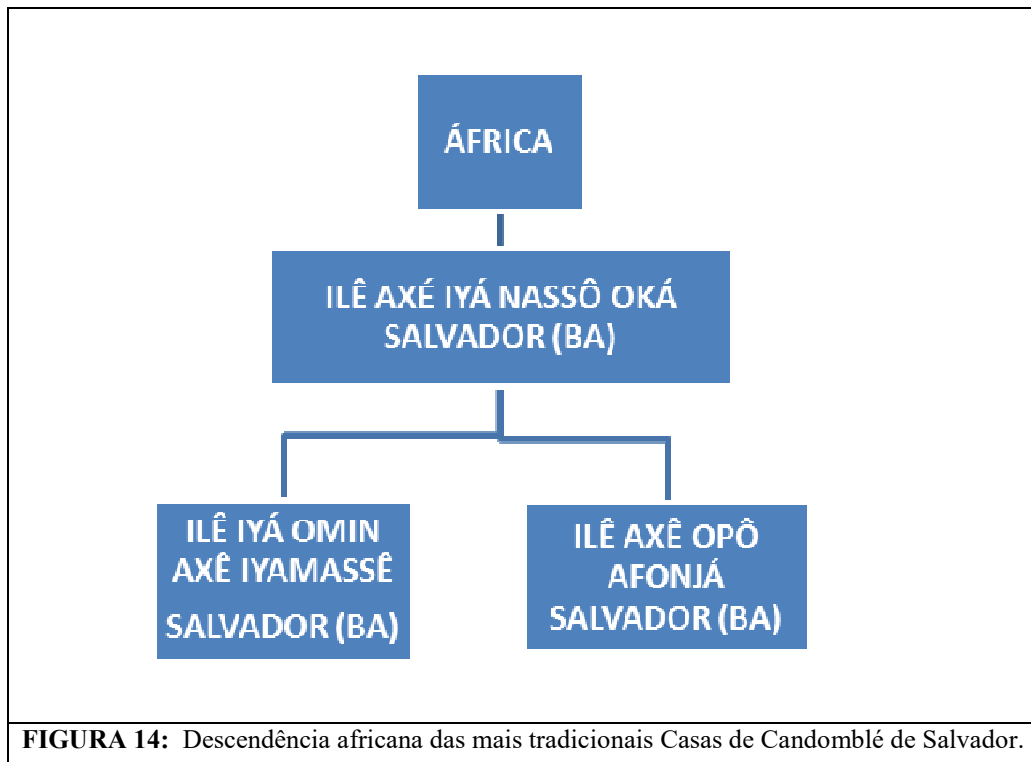 ÁFRICA
ILÊ AXÉ IYÁ NASSÔ OKÁ
SALVADOR (BA)
ILÊ IYÁ OMIN
AXÊ IYAMASSÊ
SALVADOR (BA)
ILÊ AXÊ OPÔ
AFONJÁ
SALVADOR (BA)
FIGURA 14: Descendência africana das mais tradicionais Casas de Candomblé de Salvador.